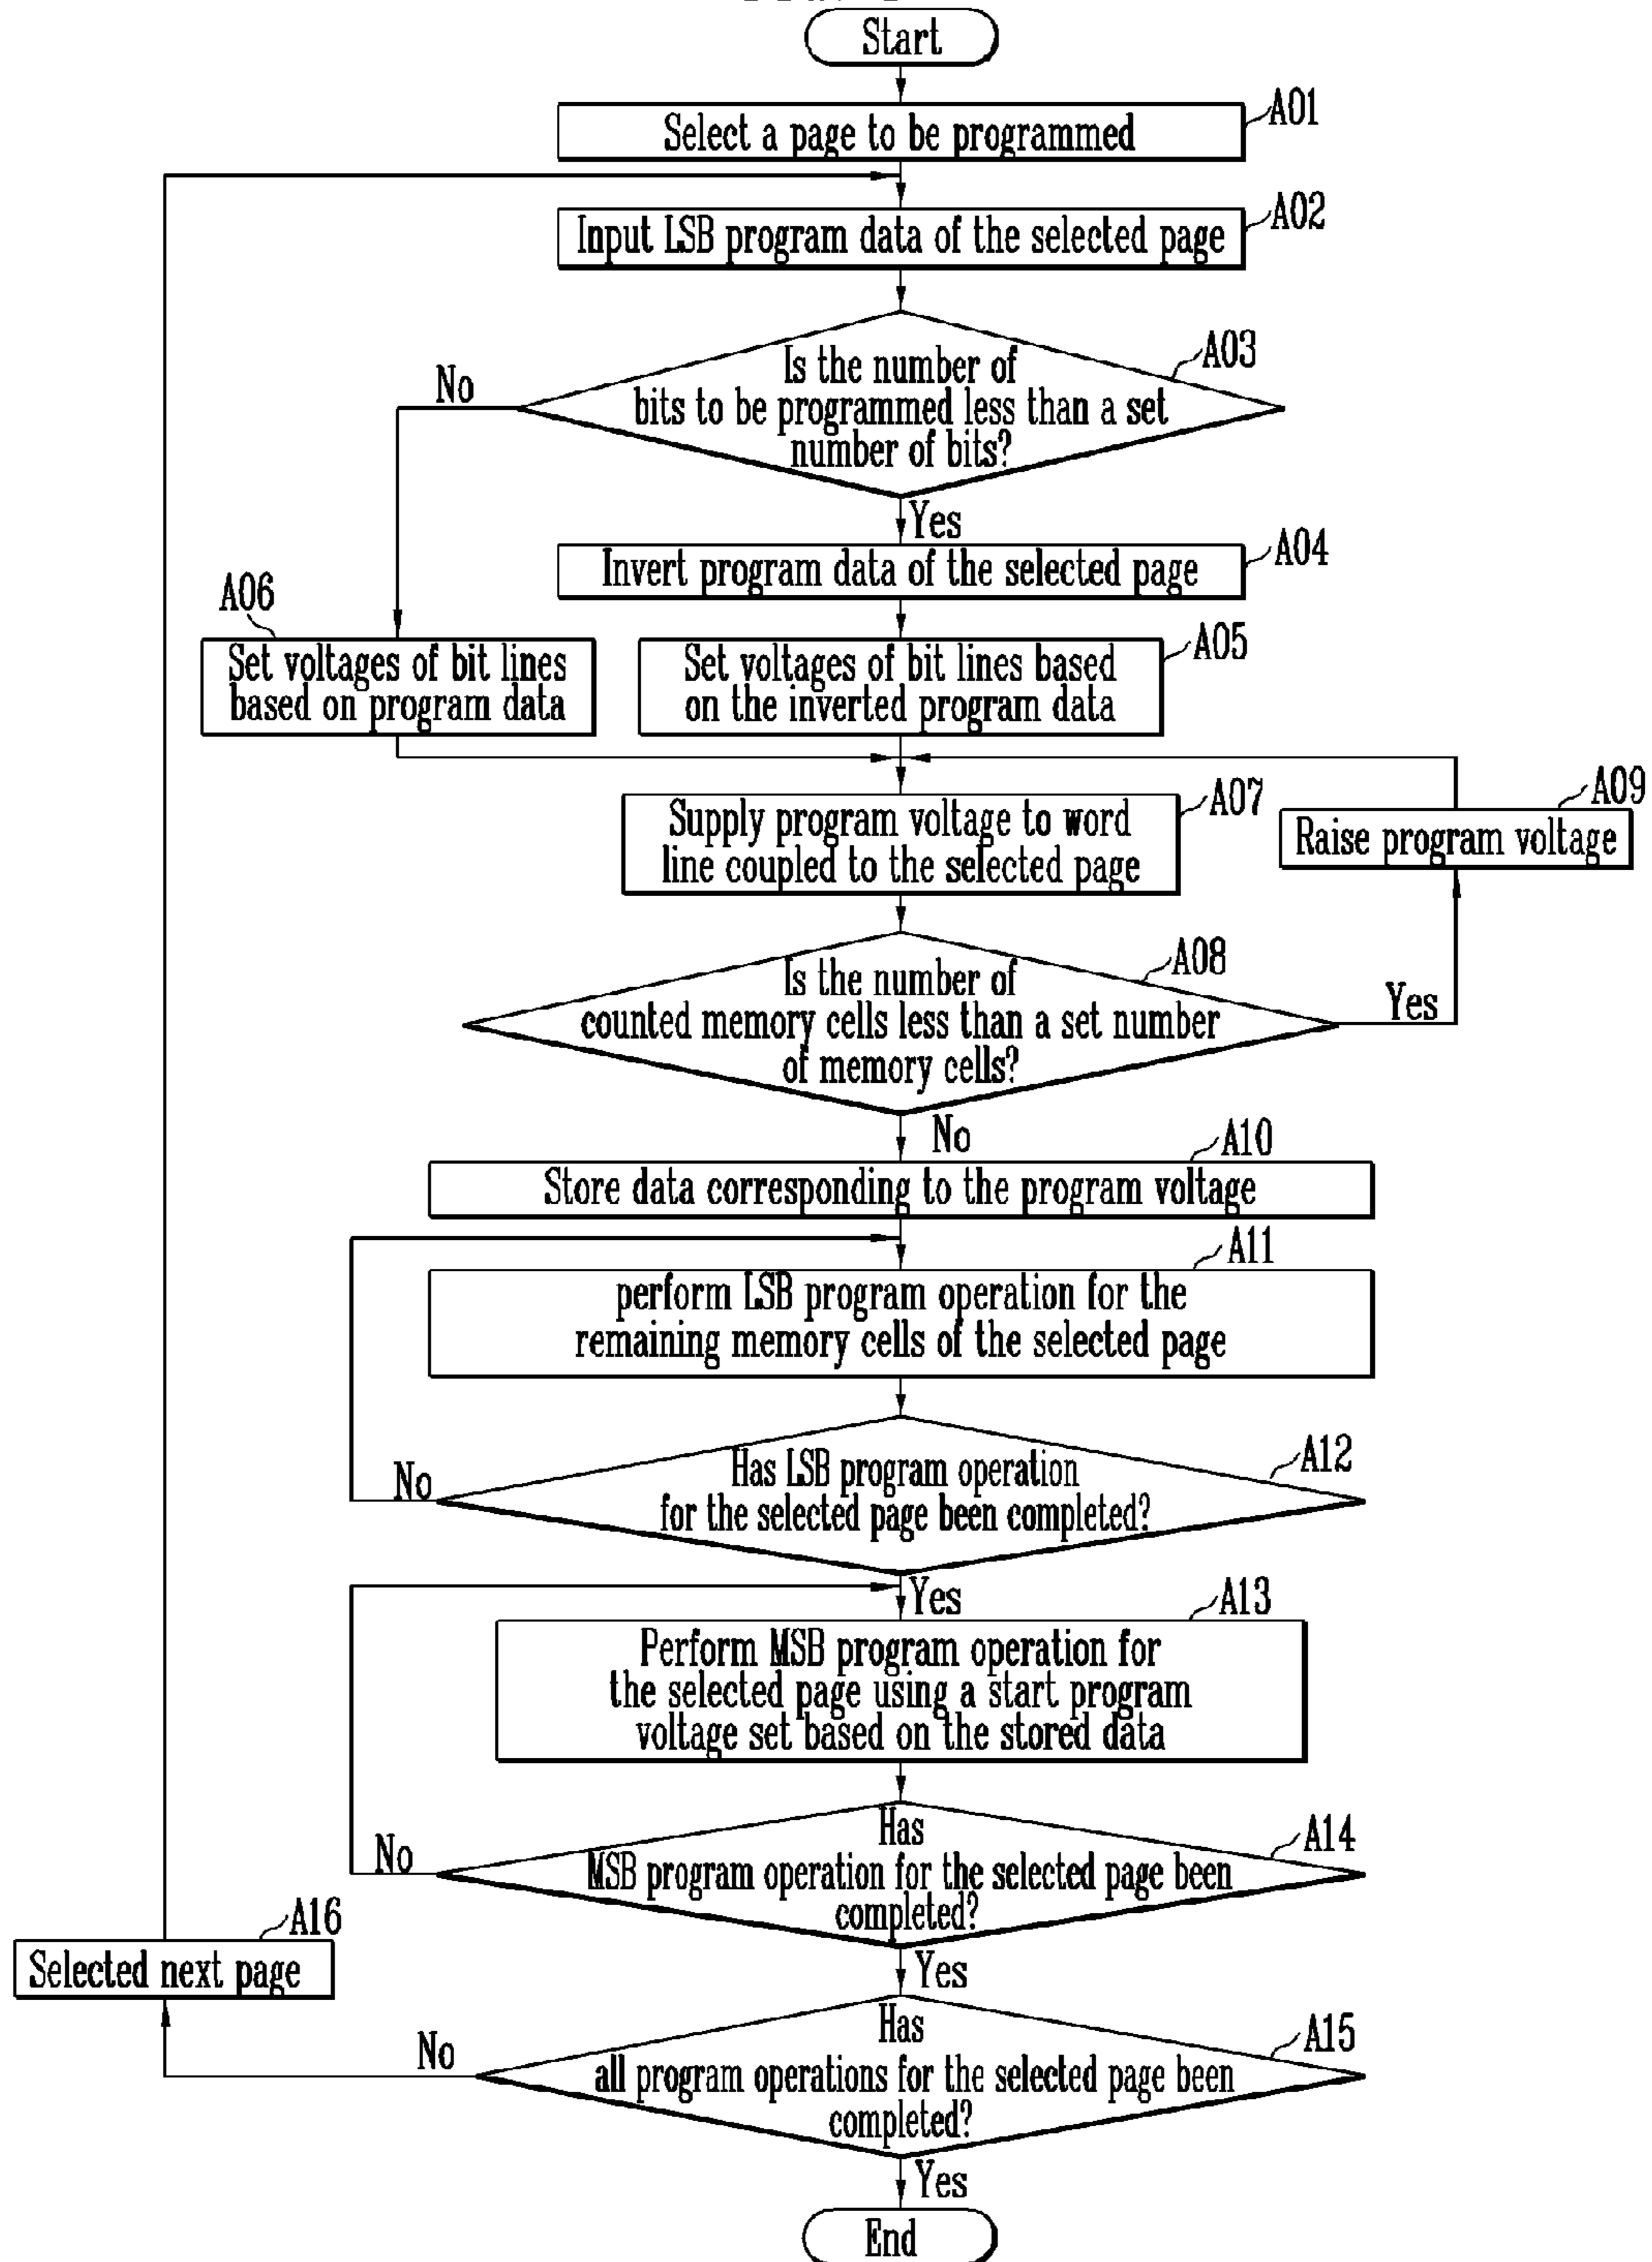 Start
A01
Select a page to be programmed
A02
Input LSB program data of the selected page
A03
Is the number of
bits to be programmed less than a set
number of bits?
No
Yes
A04
Invert program data of the selected page
A06
Set voltages of bit lines
based on program data
A05
Set voltages of bit lines based
on the inverted program data
A07
Supply program voltage to word
line coupled to the selected page
A09
Raise program voltage
A08
Is the number of
counted memory cells less than a set number
of memory cells?
Yes
No
A10
Store data corresponding to the program voltage
A11
perform LSB program operation for the
remaining memory cells of the selected page
A12
Has LSB program operation
for the selected page been completed?
No
Yes
A13
Perform MSB program operation for
the selected page using a start program
voltage set based on the stored data
A14
Has
MSB program operation for the selected page been
completed?
No
Yes
A16
Selected next page
A15
Has
all program operations for the selected page been
completed?
No
Yes
End